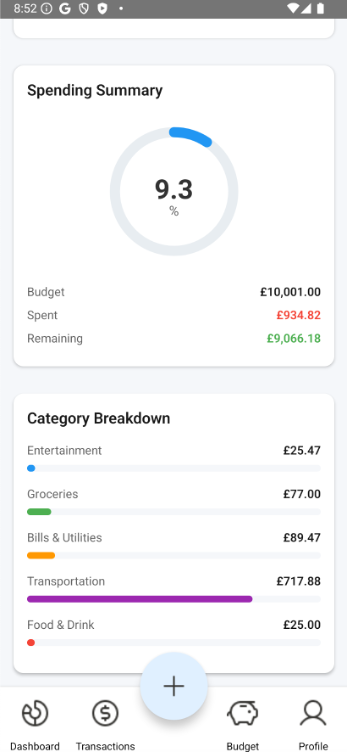 8:52
Spending Summary
9.3
%
Budget £10,001.00
Spent £934.82
Remaining £9,066.18
Category Breakdown
Entertainment £25.47
Groceries £77.00
Bills & Utilities £89.47
Transportation £717.88
Food & Drink £25.00
Dashboard Transactions Budget Profile